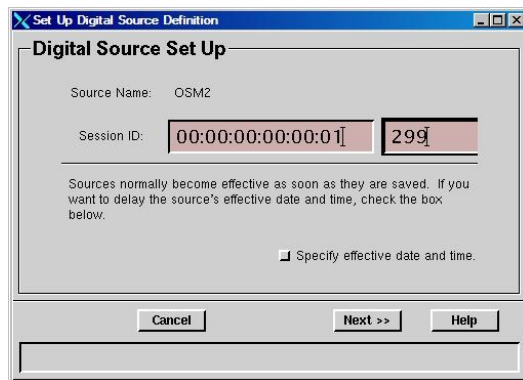 Set Up Digital Source Definition
Digital Source Set Up
Source Name: OSM2
Session ID: 00:00:00:00:00:01 299
Sources normally become effective as soon as they are saved. If you
want to delay the source's effective date and time, check the box
below.
Specify effective date and time.
Cancel Next >> Help